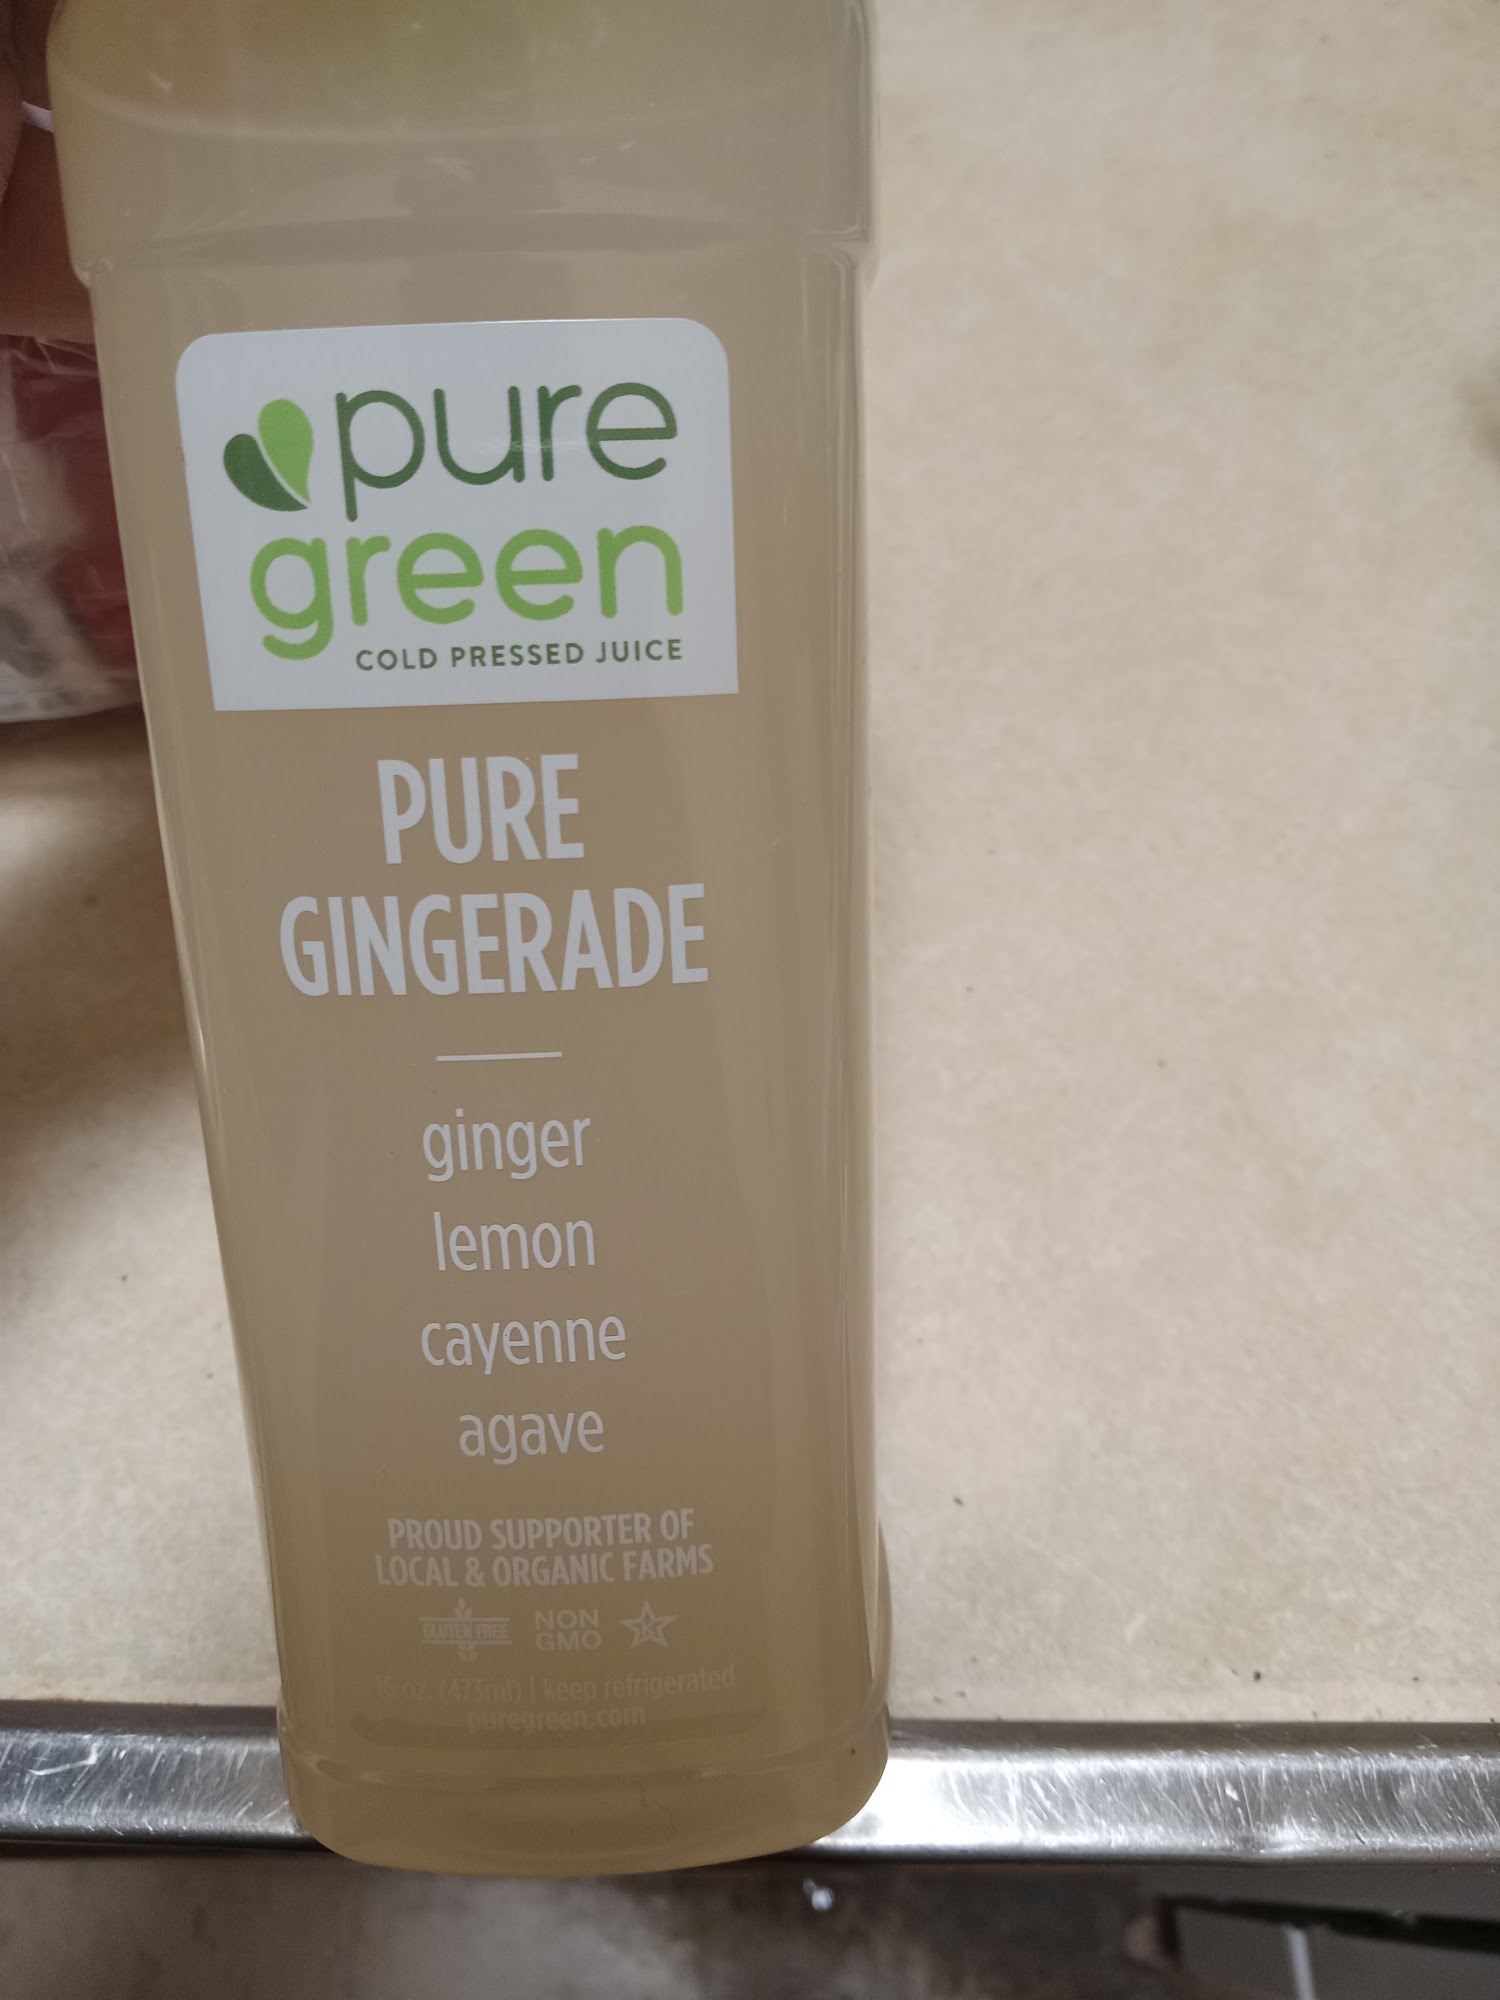 pure
green
COLD PRESSED JUICE
PURE
GINGERADE
ginger
lemon
cayenne
agave
PROUD SUPPORTER OF
LOCAL & ORGANIC FARMS
GLUTEN FREE
NON
GMO
K
16 oz. (473ml) | keep refrigerated
puregreen.com